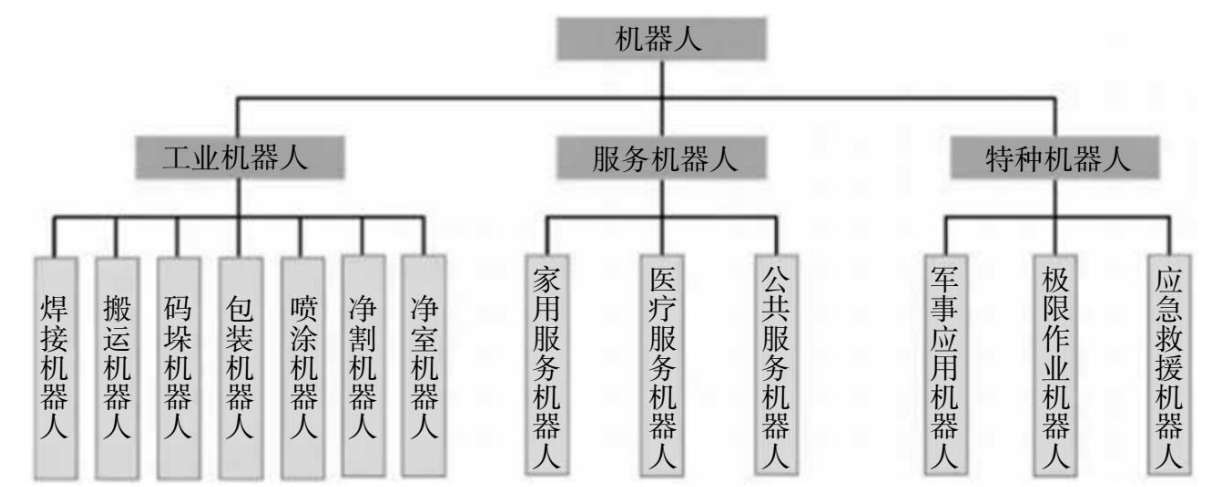 机器人
工业机器人
服务机器人
特种机器人
焊接机器人
搬运机器人
码垛机器人
包装机器人
喷涂机器人
净割机器人
净室机器人
家用服务机器人
医疗服务机器人
公共服务机器人
军事应用机器人
极限作业机器人
应急救援机器人